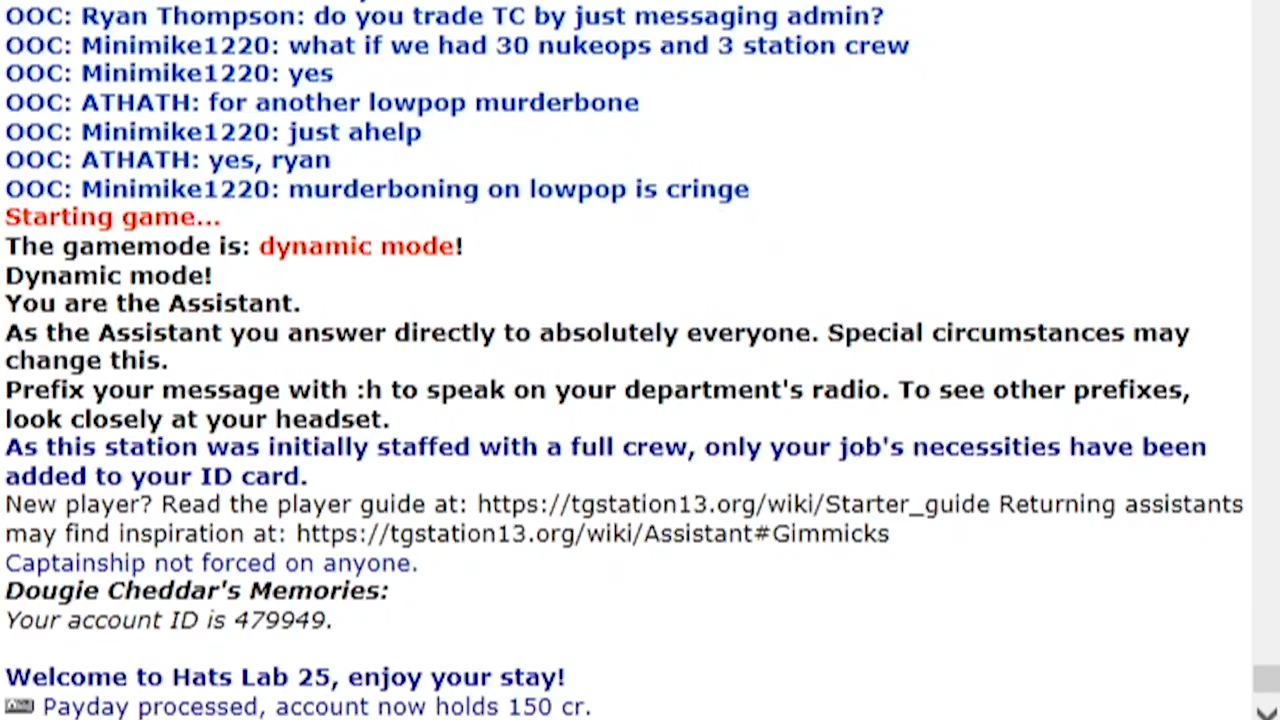 OOC: Ryan Thompson: do you trade TC by just messaging admin?
OOC: Minimike1220: what if we had 30 nukeops and 3 station crew
OOC: Minimike1220: yes
OOC: ATHATH: for another lowpop murderbone
OOC: Minimike1220: just ahelp
OOC: ATHATH: yes, ryan
OOC: Minimike1220: murderboning on lowpop is cringe
Starting game...
The gamemode is: dynamic mode!
Dynamic mode!
You are the Assistant.
As the Assistant you answer directly to absolutely everyone. Special circumstances may
change this.
Prefix your message with :h to speak on your department's radio. To see other prefixes,
look closely at your headset.
As this station was initially staffed with a full crew, only your job's necessities have been
added to your ID card.
New player? Read the player guide at: https://tgstation13.org/wiki/Starter_guide Returning assistants
may find inspiration at: https://tgstation13.org/wiki/Assistant#Gimmicks
Captainship not forced on anyone.
Dougie Cheddar's Memories:
Your account ID is 479949.
Welcome to Hats Lab 25, enjoy your stay!
Payday processed, account now holds 150 cr.